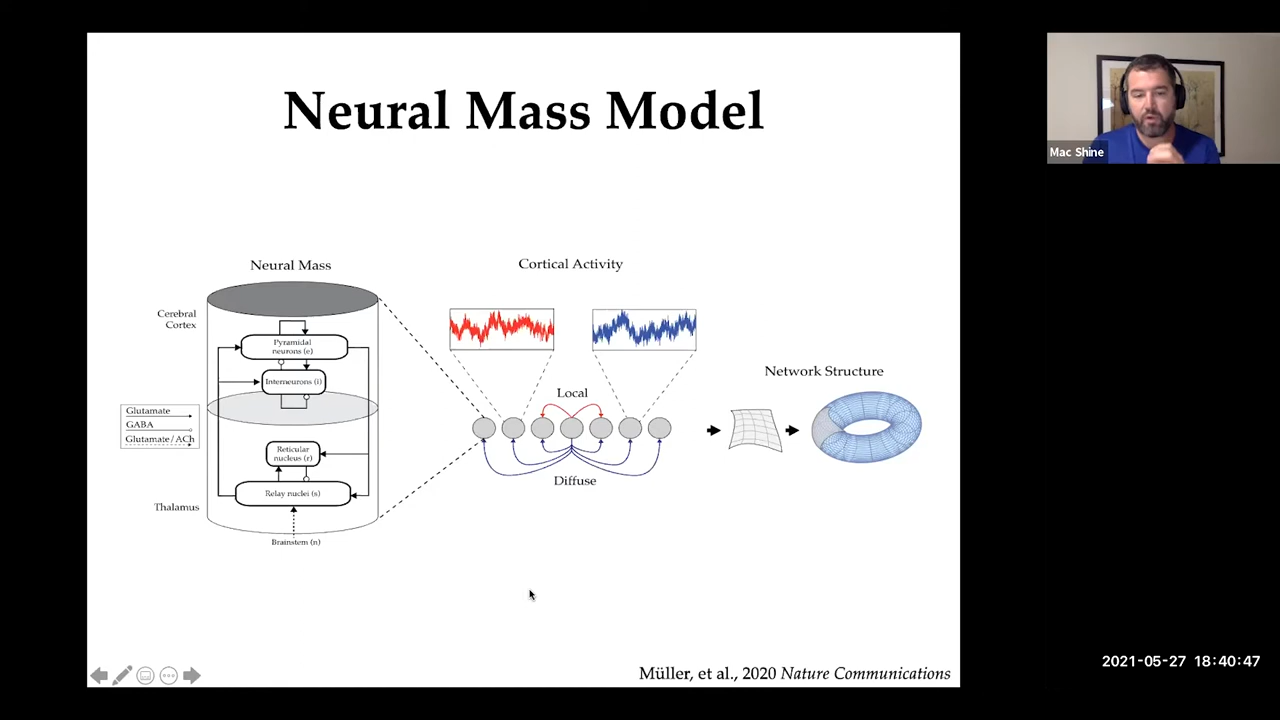 Neural Mass Model
Neural Mass
Cerebral
Cortex
Pyramidal
neurons (e)
Interneurons (i)
Glutamate
GABA
Glutamate/ACh
Reticular
nucleus (r)
Relay nuclei (s)
Thalamus
Brainstem (n)
Cortical Activity
Local
Diffuse
Network Structure
Müller, et al., 2020 Nature Communications
Mac Shine
2021-05-27 18:40:47